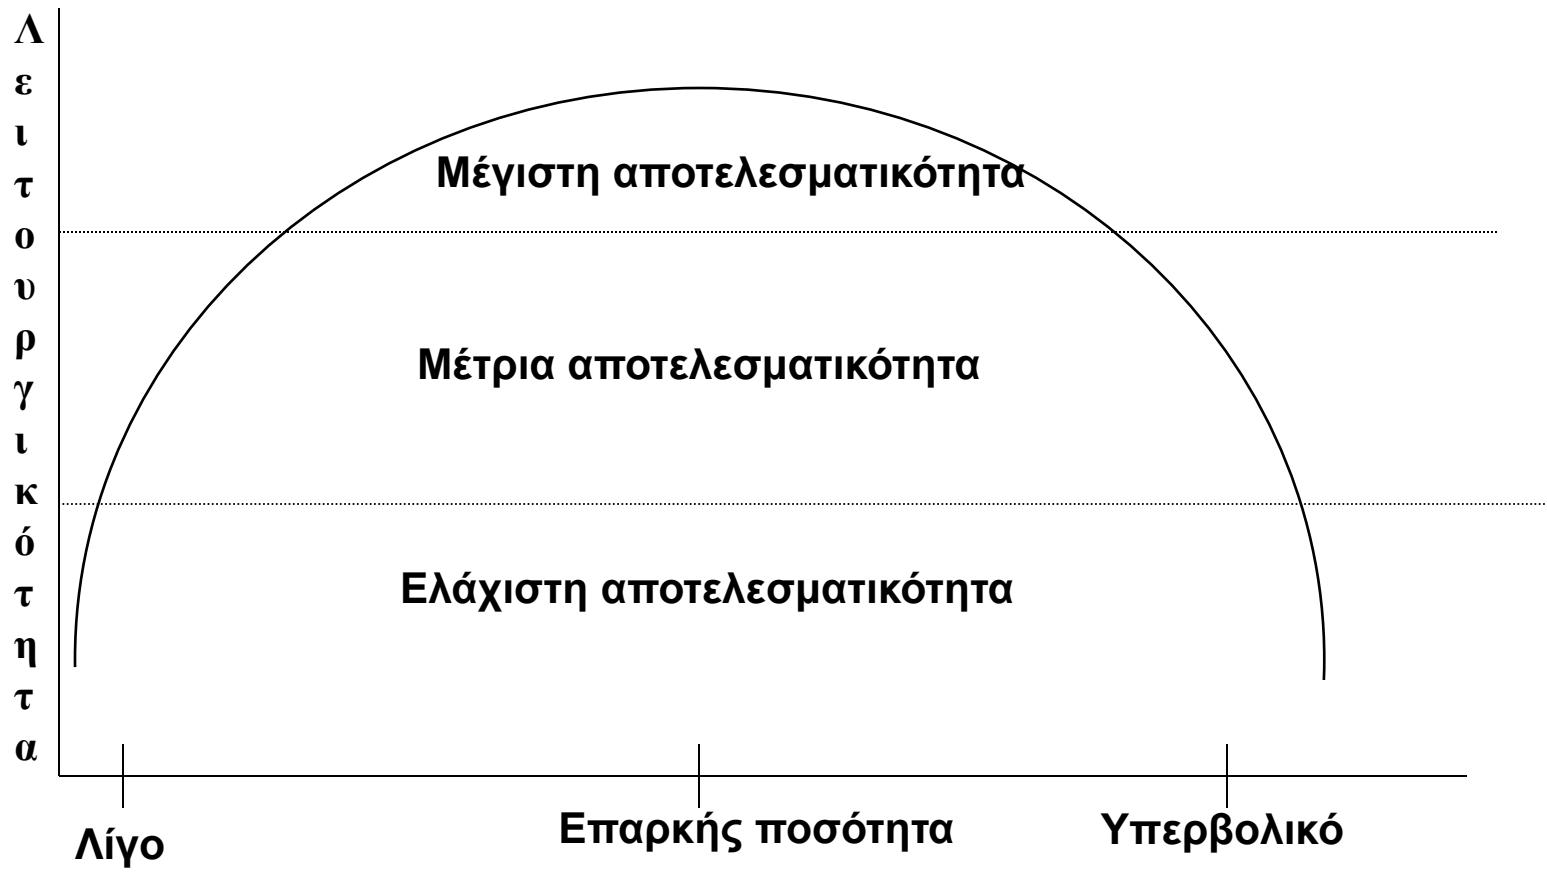 Λειτουργικότητα
Μέγιστη αποτελεσματικότητα
Μέτρια αποτελεσματικότητα
Ελάχιστη αποτελεσματικότητα
Λίγο
Επαρκής ποσότητα
Υπερβολικό